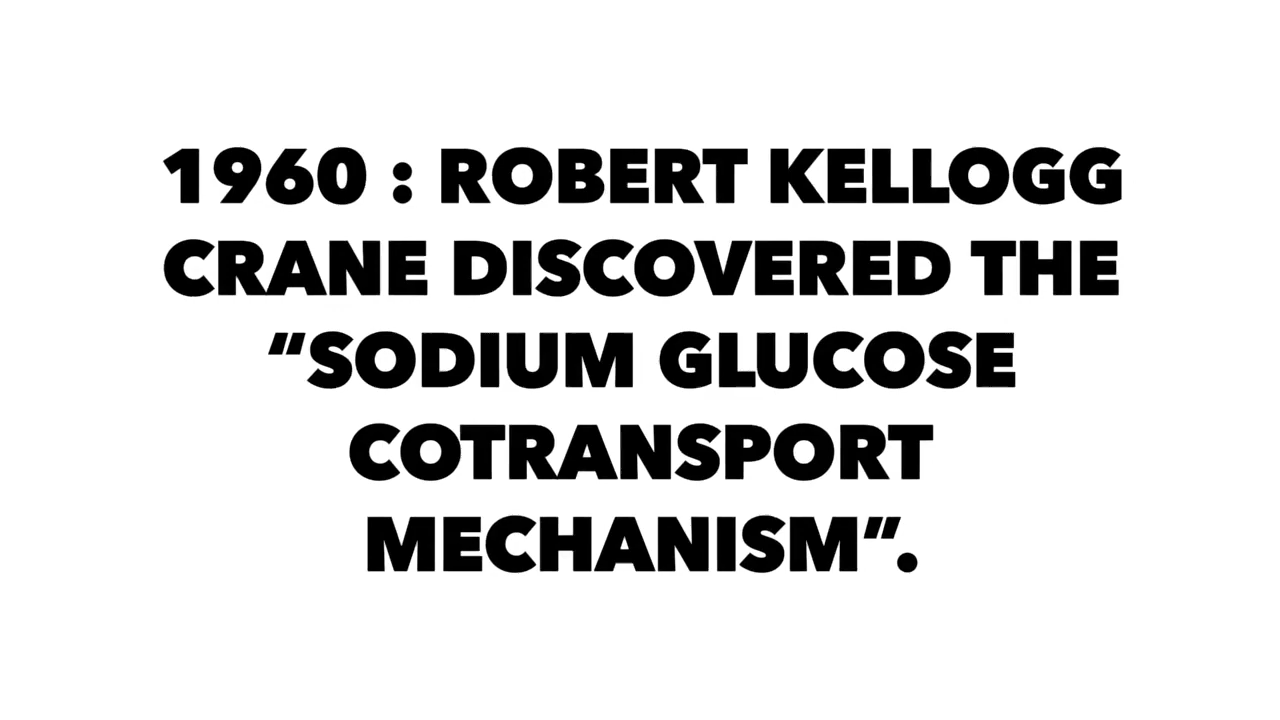 1960 : ROBERT KELLOGG
CRANE DISCOVERED THE
“SODIUM GLUCOSE
COTRANSPORT
MECHANISM”.